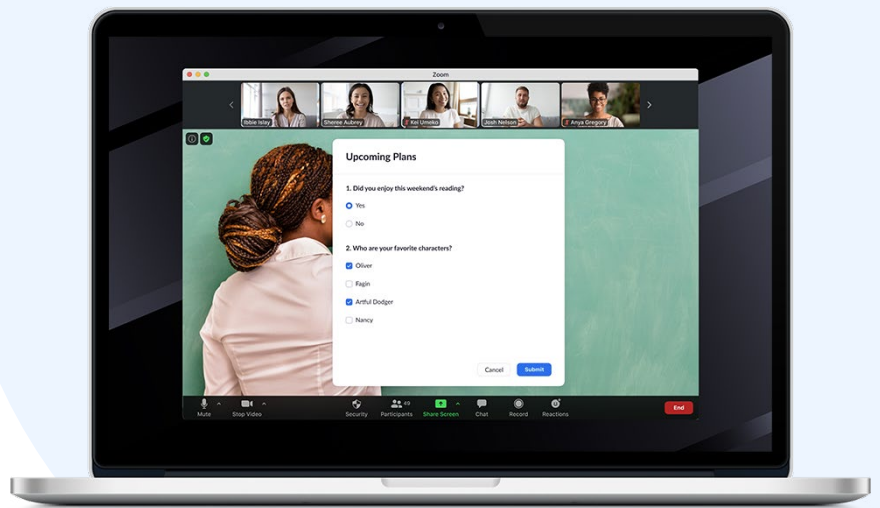 Zoom
Ibbie Islay
Sheree Aubrey
Kei Umeko
Josh Nelson
Anya Gregory
Upcoming Plans
1. Did you enjoy this weekend's reading?
Yes
No
2. Who are your favorite characters?
Oliver
Fagin
Artful Dodger
Nancy
Cancel Submit
49
Mute Stop Video Security Participants Share Screen Chat Record Reactions End